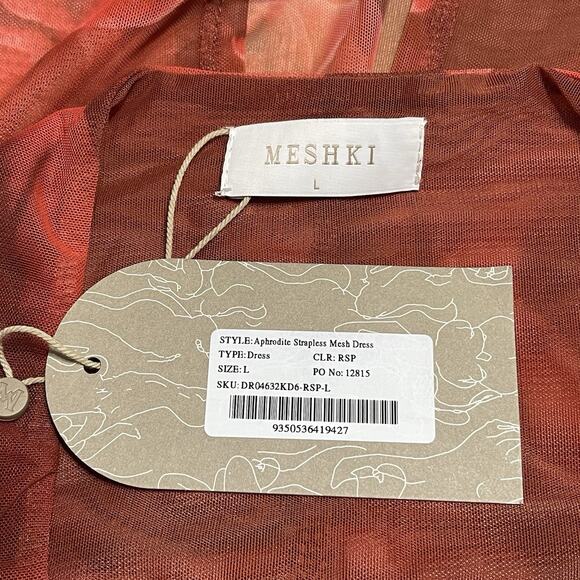 MESHKI
L
STYLE:Aphrodite Strapless Mesh Dress
TYPE:Dress CLR: RSP
SIZE:L PO No: 12815
SKU: DR04632KD6-RSP-L
9350536419427